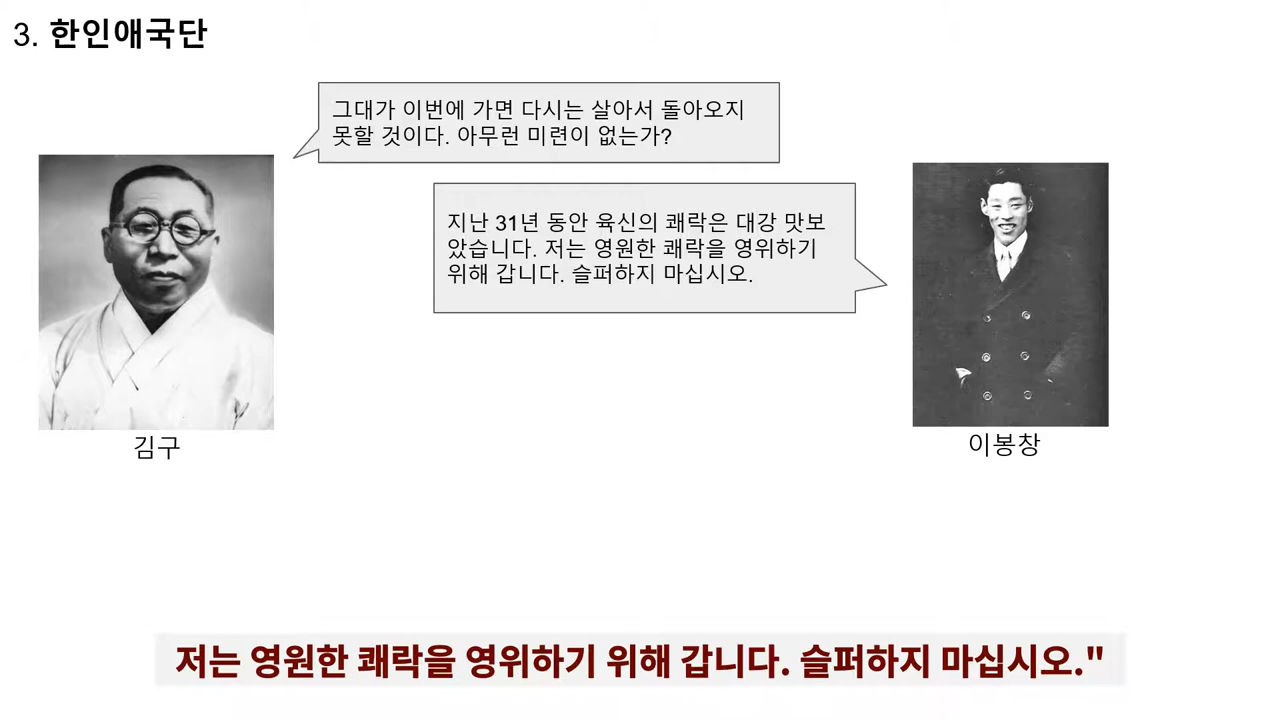 3. 한인애국단
그대가 이번에 가면 다시는 살아서 돌아오지
못할 것이다. 아무런 미련이 없는가?
지난 31년 동안 육신의 쾌락은 대강 맛보
았습니다. 저는 영원한 쾌락을 영위하기
위해 갑니다. 슬퍼하지 마십시오.
김구
이봉창
저는 영원한 쾌락을 영위하기 위해 갑니다. 슬퍼하지 마십시오."